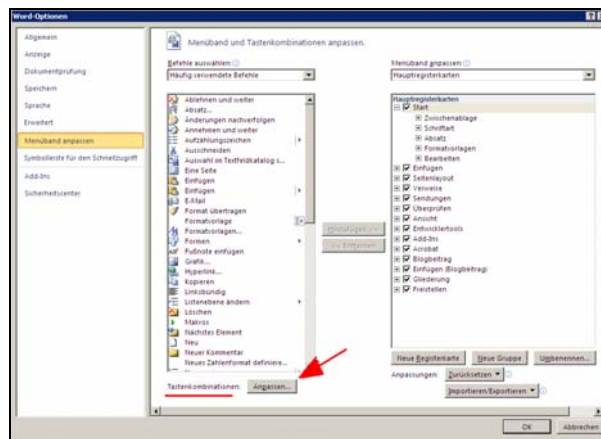 Word-Optionen
Allgemein
Anzeige
Dokumentprüfung
Speichern
Sprache
Erweitert
Menüband anpassen
Symbolleiste für den Schnellzugriff
Add-Ins
Sicherheitscenter
Menüband und Tastenkombinationen anpassen.
Befehle auswählen:
Häufig verwendete Befehle
Ablehnen und weiter
Absatz...
Änderungen nachverfolgen
Annehmen und weiter
Aufzählungszeichen
Ausschneiden
Auswahl im Textfeldkatalog s...
Eine Seite
Einfügen
Einfügen
E-Mail
Format übertragen
Formatvorlage
Formatvorlagen...
Formen
Fußnote einfügen
Grafik...
Hyperlink...
Kopieren
Linksbündig
Listenebene ändern
Löschen
Makros
Nächstes Element
Neu
Neuer Kommentar
Neues Zahlenformat definiere...
Tastenkombinationen: Anpassen...
Hinzufügen >>
<< Entfernen
Menüband anpassen:
Hauptregisterkarten
Hauptregisterkarten
Start
Zwischenablage
Schriftart
Absatz
Formatvorlagen
Bearbeiten
Einfügen
Seitenlayout
Verweise
Sendungen
Überprüfen
Ansicht
Entwicklertools
Add-Ins
Acrobat
Blogbeitrag
Einfügen (Blogbeitrag)
Gliederung
Freistellen
Neue Registerkarte Neue Gruppe Umbenennen...
Anpassungen: Zurücksetzen
Importieren/Exportieren
OK Abbrechen